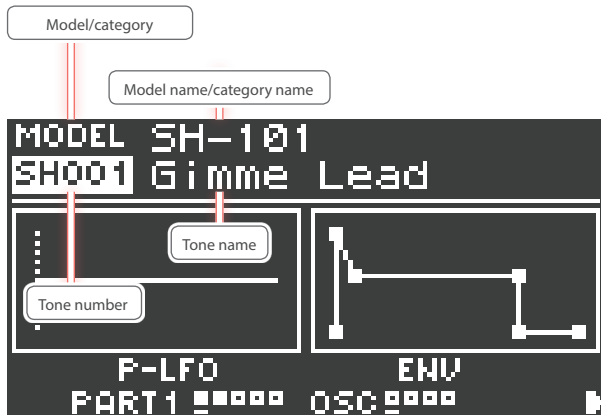 Model/category
Model name/category name
MODEL SH-101
SH001 Gimme Lead
Tone name
Tone number
P-LFO ENV
PART1 OSC